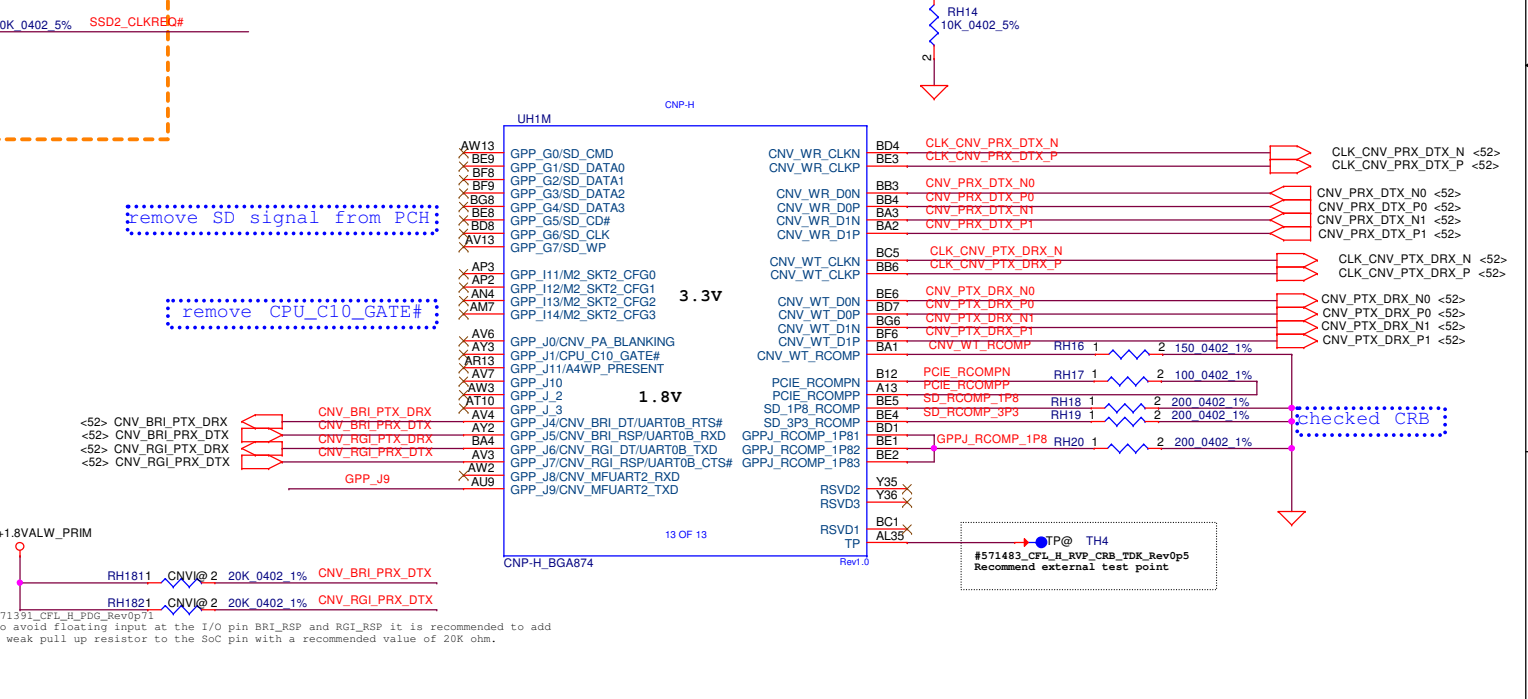 0K_0402_5% SSD2_CLKREQ#
RH14
10K_0402_5%
2
CNP-H
UH1M
AW13 GPP_G0/SD_CMD
BE9 GPP_G1/SD_DATA0
BF8 GPP_G2/SD_DATA1
BF9 GPP_G3/SD_DATA2
BG8 GPP_G4/SD_DATA3
BE8 GPP_G5/SD_CD#
BD8 GPP_G6/SD_CLK
AV13 GPP_G7/SD_WP
remove SD signal from PCH
AP3 GPP_I11/M2_SKT2_CFG0
AP2 GPP_I12/M2_SKT2_CFG1
AN4 GPP_I13/M2_SKT2_CFG2
AM7 GPP_I14/M2_SKT2_CFG3
3.3V
remove CPU_C10_GATE#
AV6 GPP_J0/CNV_PA_BLANKING
AY3 GPP_J1/CPU_C10_GATE#
AR13 GPP_J11/A4WP_PRESENT
AV7 GPP_J10
AW3 GPP_J_2
AT10 GPP_J_3
1.8V
<52> CNV_BRI_PTX_DRX CNV_BRI_PTX_DRX AV4 GPP_J4/CNV_BRI_DT/UART0B_RTS#
<52> CNV_BRI_PRX_DTX CNV_BRI_PRX_DTX AY2 GPP_J5/CNV_BRI_RSP/UART0B_RXD
<52> CNV_RGI_PTX_DRX CNV_RGI_PTX_DRX BA4 GPP_J6/CNV_RGI_DT/UART0B_TXD
<52> CNV_RGI_PRX_DTX CNV_RGI_PRX_DTX AV3 GPP_J7/CNV_RGI_RSP/UART0B_CTS#
AW2 GPP_J8/CNV_MFUART2_RXD
GPP_J9 AU9 GPP_J9/CNV_MFUART2_TXD
CNV_WR_CLKN BD4 CLK_CNV_PRX_DTX_N CLK_CNV_PRX_DTX_N <52>
CNV_WR_CLKP BE3 CLK_CNV_PRX_DTX_P CLK_CNV_PRX_DTX_P <52>
CNV_WR_D0N BB3 CNV_PRX_DTX_N0 CNV_PRX_DTX_N0 <52>
CNV_WR_D0P BB4 CNV_PRX_DTX_P0 CNV_PRX_DTX_P0 <52>
CNV_WR_D1N BA3 CNV_PRX_DTX_N1 CNV_PRX_DTX_N1 <52>
CNV_WR_D1P BA2 CNV_PRX_DTX_P1 CNV_PRX_DTX_P1 <52>
CNV_WT_CLKN BC5 CLK_CNV_PTX_DRX_N CLK_CNV_PTX_DRX_N <52>
CNV_WT_CLKP BB6 CLK_CNV_PTX_DRX_P CLK_CNV_PTX_DRX_P <52>
CNV_WT_D0N BE6 CNV_PTX_DRX_N0 CNV_PTX_DRX_N0 <52>
CNV_WT_D0P BD7 CNV_PTX_DRX_P0 CNV_PTX_DRX_P0 <52>
CNV_WT_D1N BG6 CNV_PTX_DRX_N1 CNV_PTX_DRX_N1 <52>
CNV_WT_D1P BF6 CNV_PTX_DRX_P1 CNV_PTX_DRX_P1 <52>
CNV_WT_RCOMP BA1 CNV_WT_RCOMP RH16 1 2 150_0402_1%
PCIE_RCOMPN B12 PCIE_RCOMPN RH17 1 2 100_0402_1%
PCIE_RCOMPP A13 PCIE_RCOMPP
SD_1P8_RCOMP BE5 SD_RCOMP_1P8 RH18 1 2 200_0402_1%
SD_3P3_RCOMP BE4 SD_RCOMP_3P3 RH19 1 2 200_0402_1%
checked CRB
GPPJ_RCOMP_1P81 BD1
GPPJ_RCOMP_1P82 BE1 GPPJ_RCOMP_1P8 RH20 1 2 200_0402_1%
GPPJ_RCOMP_1P83 BE2
RSVD2 Y35
RSVD3 Y36
RSVD1 BC1
TP AL35 TP@ TH4
#571483_CFL_H_RVP_CRB_TDK_Rev0p5
Recommend external test point
13 OF 13
CNP-H_BGA874 Rev1.0
+1.8VALW_PRIM
RH181 1 CNVI@ 2 20K_0402_1% CNV_BRI_PRX_DTX
RH182 1 CNVI@ 2 20K_0402_1% CNV_RGI_PRX_DTX
71391_CFL_H_PDG_Rev0p71
o avoid floating input at the I/O pin BRI_RSP and RGI_RSP it is recommended to add
weak pull up resistor to the SoC pin with a recommended value of 20K ohm.